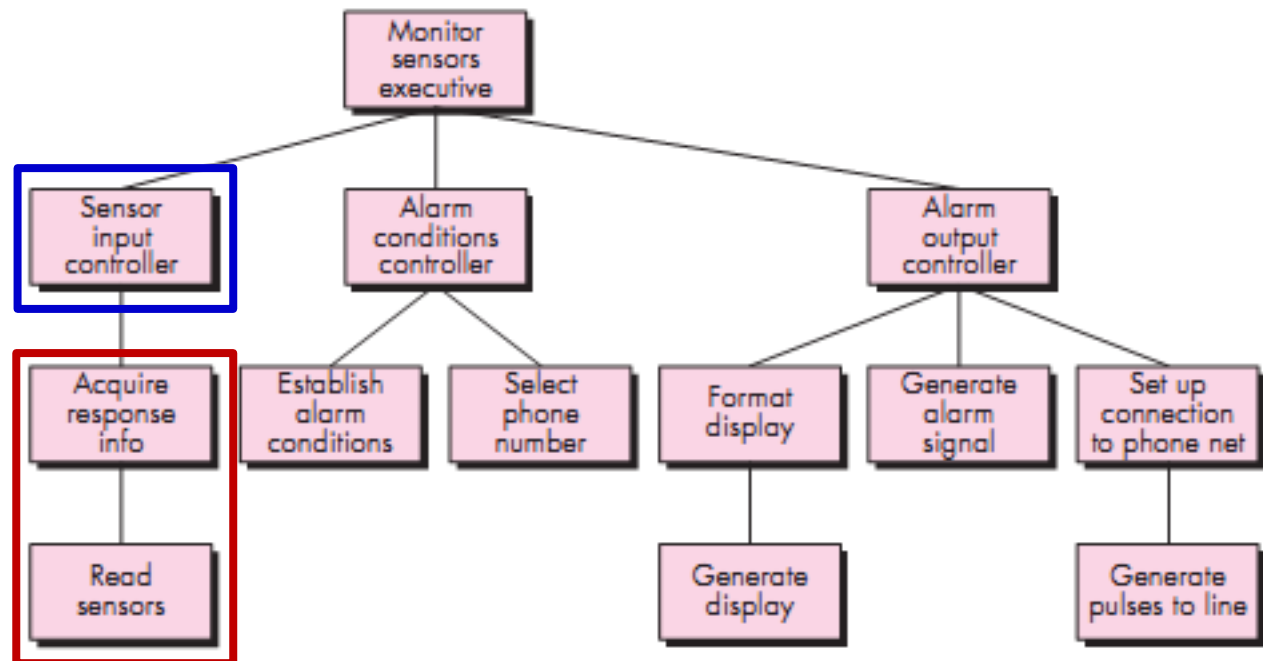 Monitor
sensors
executive
Sensor
input
controller
Alarm
conditions
controller
Alarm
output
controller
Acquire
response
info
Establish
alarm
conditions
Select
phone
number
Format
display
Generate
alarm
signal
Set up
connection
to phone net
Read
sensors
Generate
display
Generate
pulses to line